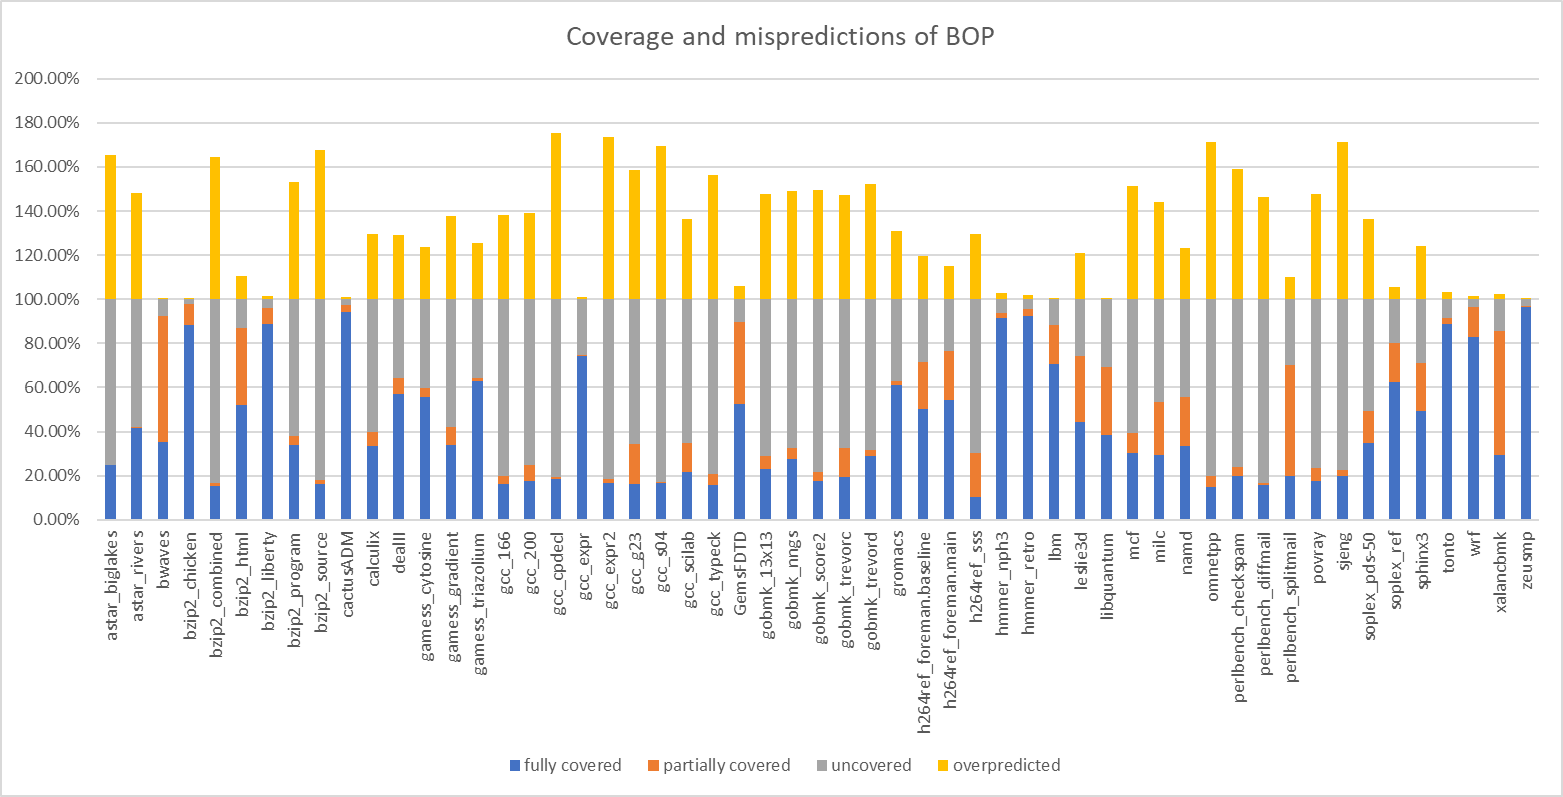 Coverage and mispredictions of BOP
200.00%
180.00%
160.00%
140.00%
120.00%
100.00%
80.00%
60.00%
40.00%
20.00%
0.00%
astar_biglakes
astar_rivers
bwaves
bzip2_chicken
bzip2_combined
bzip2_html
bzip2_liberty
bzip2_program
bzip2_source
cactusADM
calculix
dealII
gamess_cytosine
gamess_gradient
gamess_triazolium
gcc_166
gcc_200
gcc_cpdecl
gcc_expr
gcc_expr2
gcc_g23
gcc_s04
gcc_scilab
gcc_typeck
GemsFDTD
gobmk_13x13
gobmk_nngs
gobmk_score2
gobmk_trevorc
gobmk_trevord
gromacs
h264ref_foreman.baseline
h264ref_foreman.main
h264ref_sss
hmmer_nph3
hmmer_retro
lbm
leslie3d
libquantum
mcf
milc
namd
omnetpp
perlbench_checkspam
perlbench_diffmail
perlbench_splitmail
povray
sjeng
soplex_pds-50
soplex_ref
sphinx3
tonto
wrf
xalancbmk
zeusmp
fully covered partially covered uncovered overpredicted